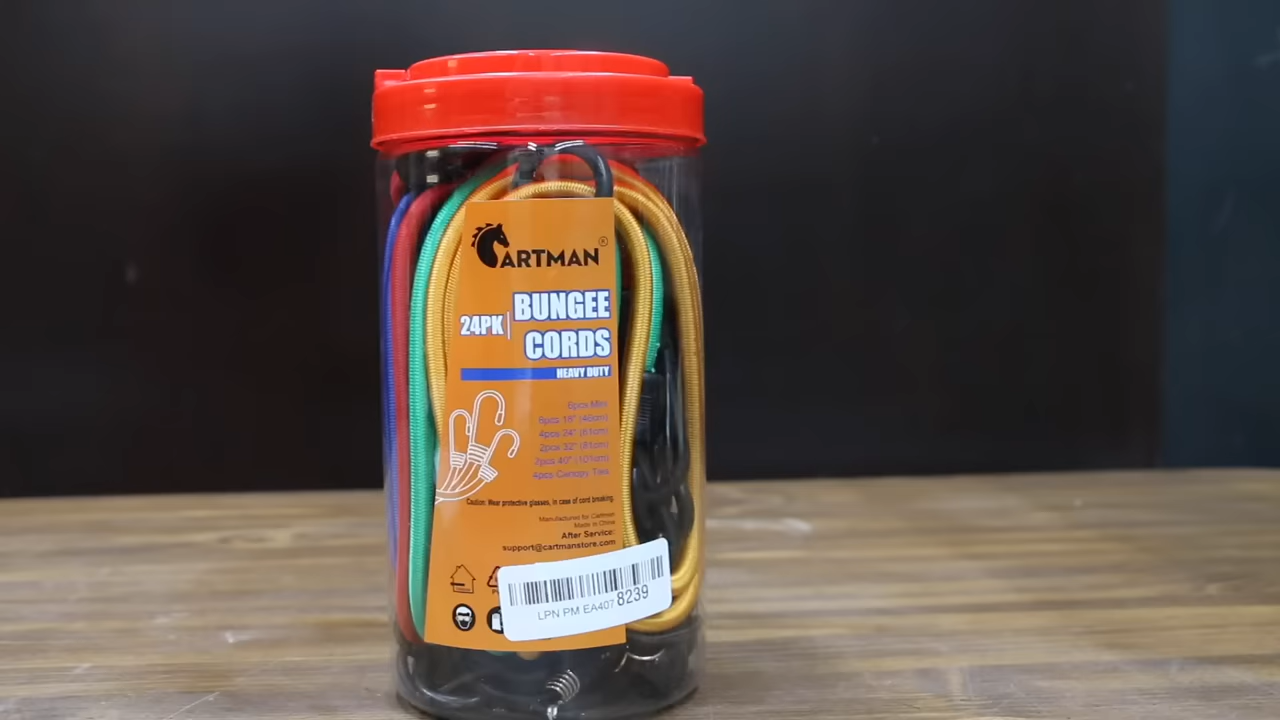 CARTMAN®
24PK
BUNGEE
CORDS
HEAVY DUTY
6pcs Mini
6pcs 18" (46cm)
4pcs 24" (61cm)
2pcs 32" (81cm)
2pcs 40" (101cm)
4pcs Canopy Ties
Caution: Wear protective glasses, in case of cord breaking.
Manufactured for Cartman
Made in China
After Service:
support@cartmanstore.com
LPN PM EA407 8239